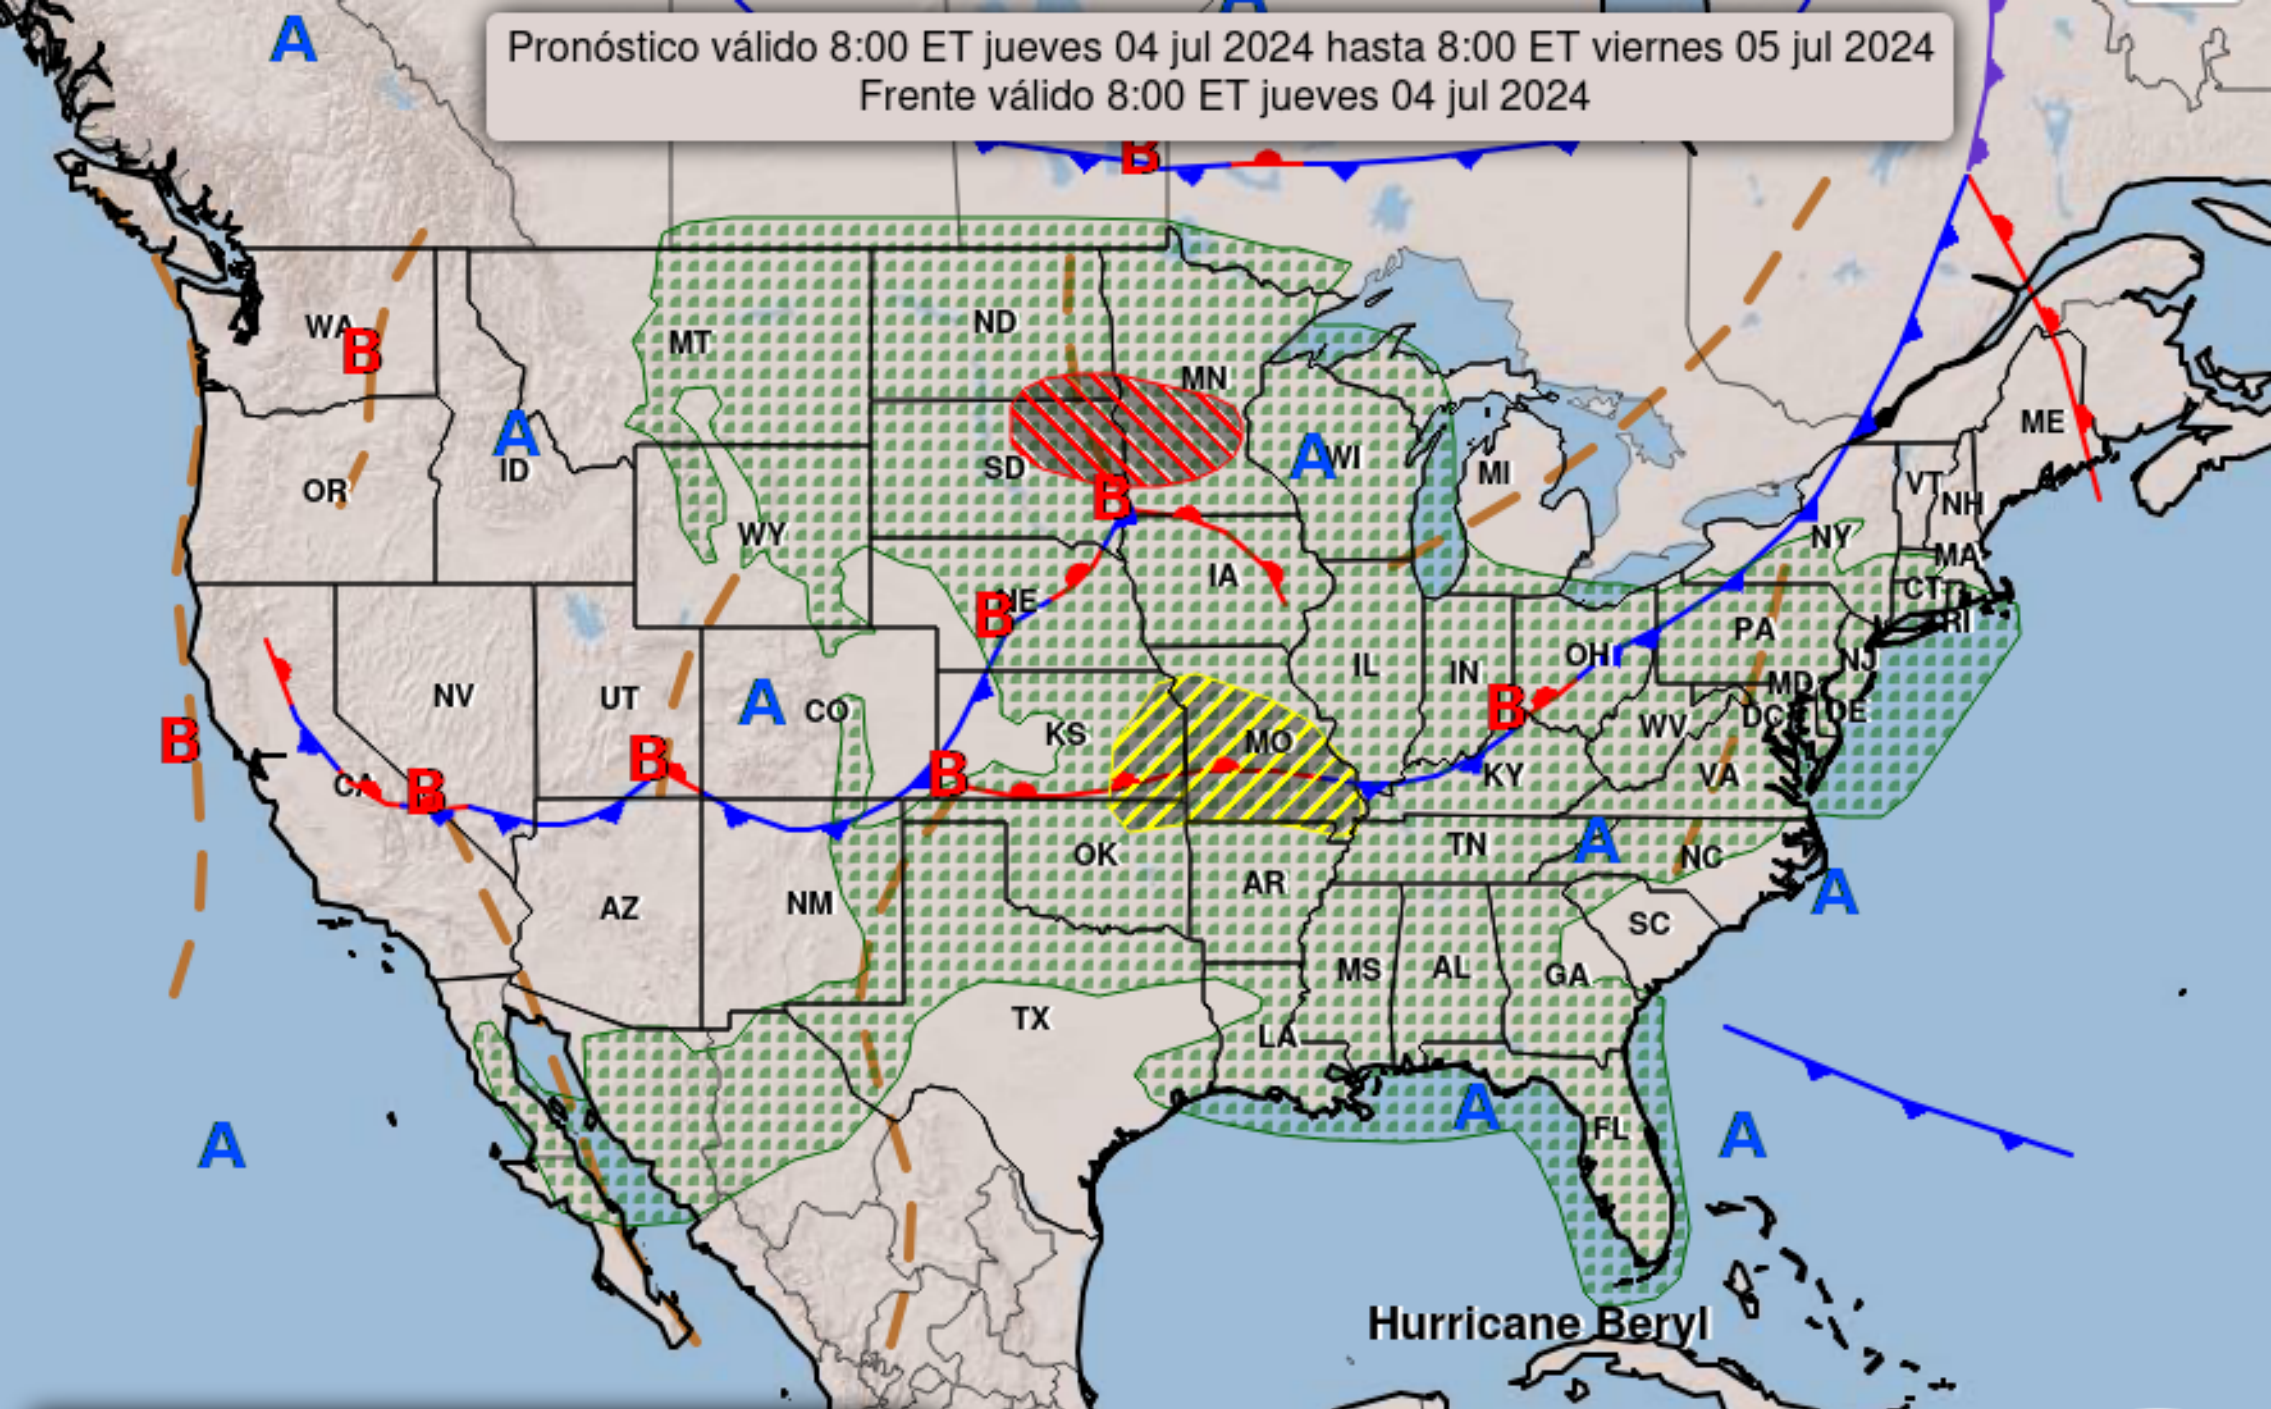 A
A
Pronóstico válido 8:00 ET jueves 04 jul 2024 hasta 8:00 ET viernes 05 jul 2024
Frente válido 8:00 ET jueves 04 jul 2024
B
WA
B
MT
ND
MN
ME
OR
A
ID
SD
A
WI
MI
VT
NH
B
WY
NY
MA
IA
CT
B
NE
RI
PA
OHI
IL
IN
NJ
MD
NV
UT
A
CO
B
WV
DC
DE
B
KS
MO
B
CA
B
B
KY
VA
OK
TN
A
NC
AR
AZ
NM
A
SC
MS
AL
GA
TX
LA
A
FL
A
A
Hurricane Beryl